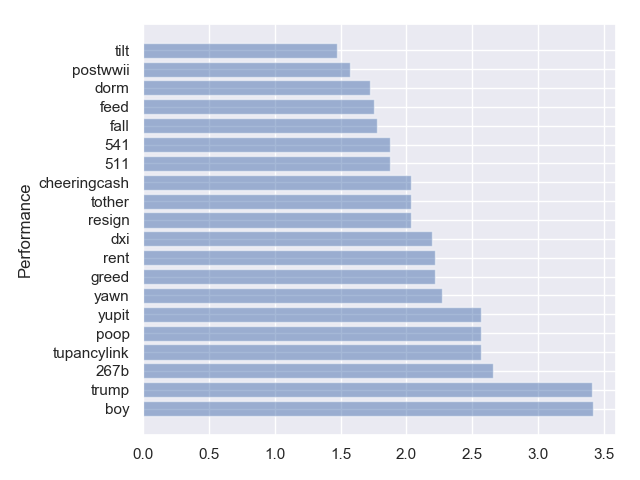 tilt
postwwii
dorm
feed
fall
541
511
cheeringcash
tother
resign
dxi
rent
greed
yawn
yupit
poop
tupancylink
267b
trump
boy
Performance
0.0 0.5 1.0 1.5 2.0 2.5 3.0 3.5